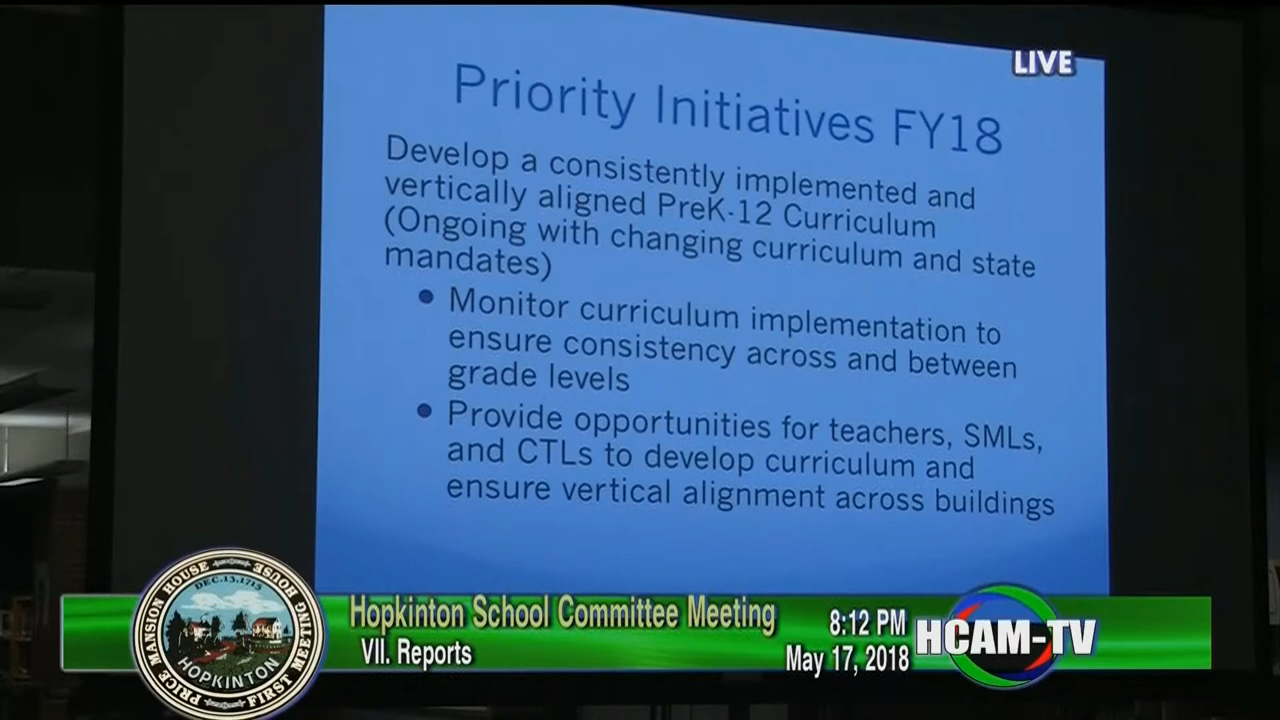 LIVE
Priority Initiatives FY18
Develop a consistently implemented and
vertically aligned PreK-12 Curriculum
(Ongoing with changing curriculum and state
mandates)
• Monitor curriculum implementation to
ensure consistency across and between
grade levels
• Provide opportunities for teachers, SMLs,
and CTLs to develop curriculum and
ensure vertical alignment across buildings
PRICE MANSION HOUSE
FIRST MEETING HOUSE
DEC.13.1715
HOPKINTON
Hopkinton School Committee Meeting
VII. Reports
8:12 PM
May 17, 2018
HCAM-TV